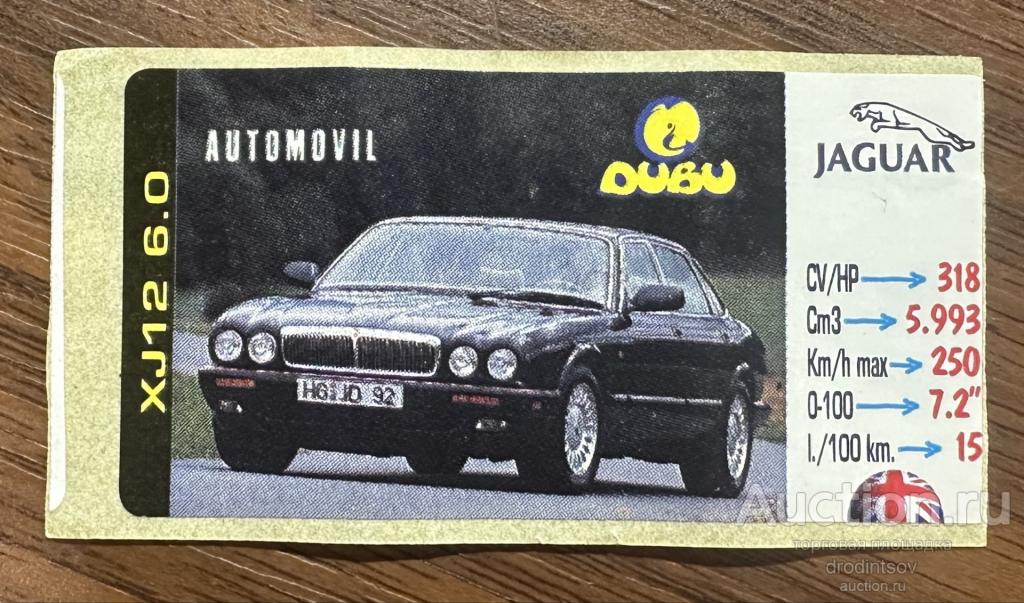 AUTOMOVIL
DUBU
XJ12 6.0
HG JD 92
JAGUAR
CV/HP → 318
Cm3 → 5.993
Km/h max → 250
0-100 → 7.2"
l./100 km. → 15
Auction.ru
торговая площадка
drodintsov
auction.ru